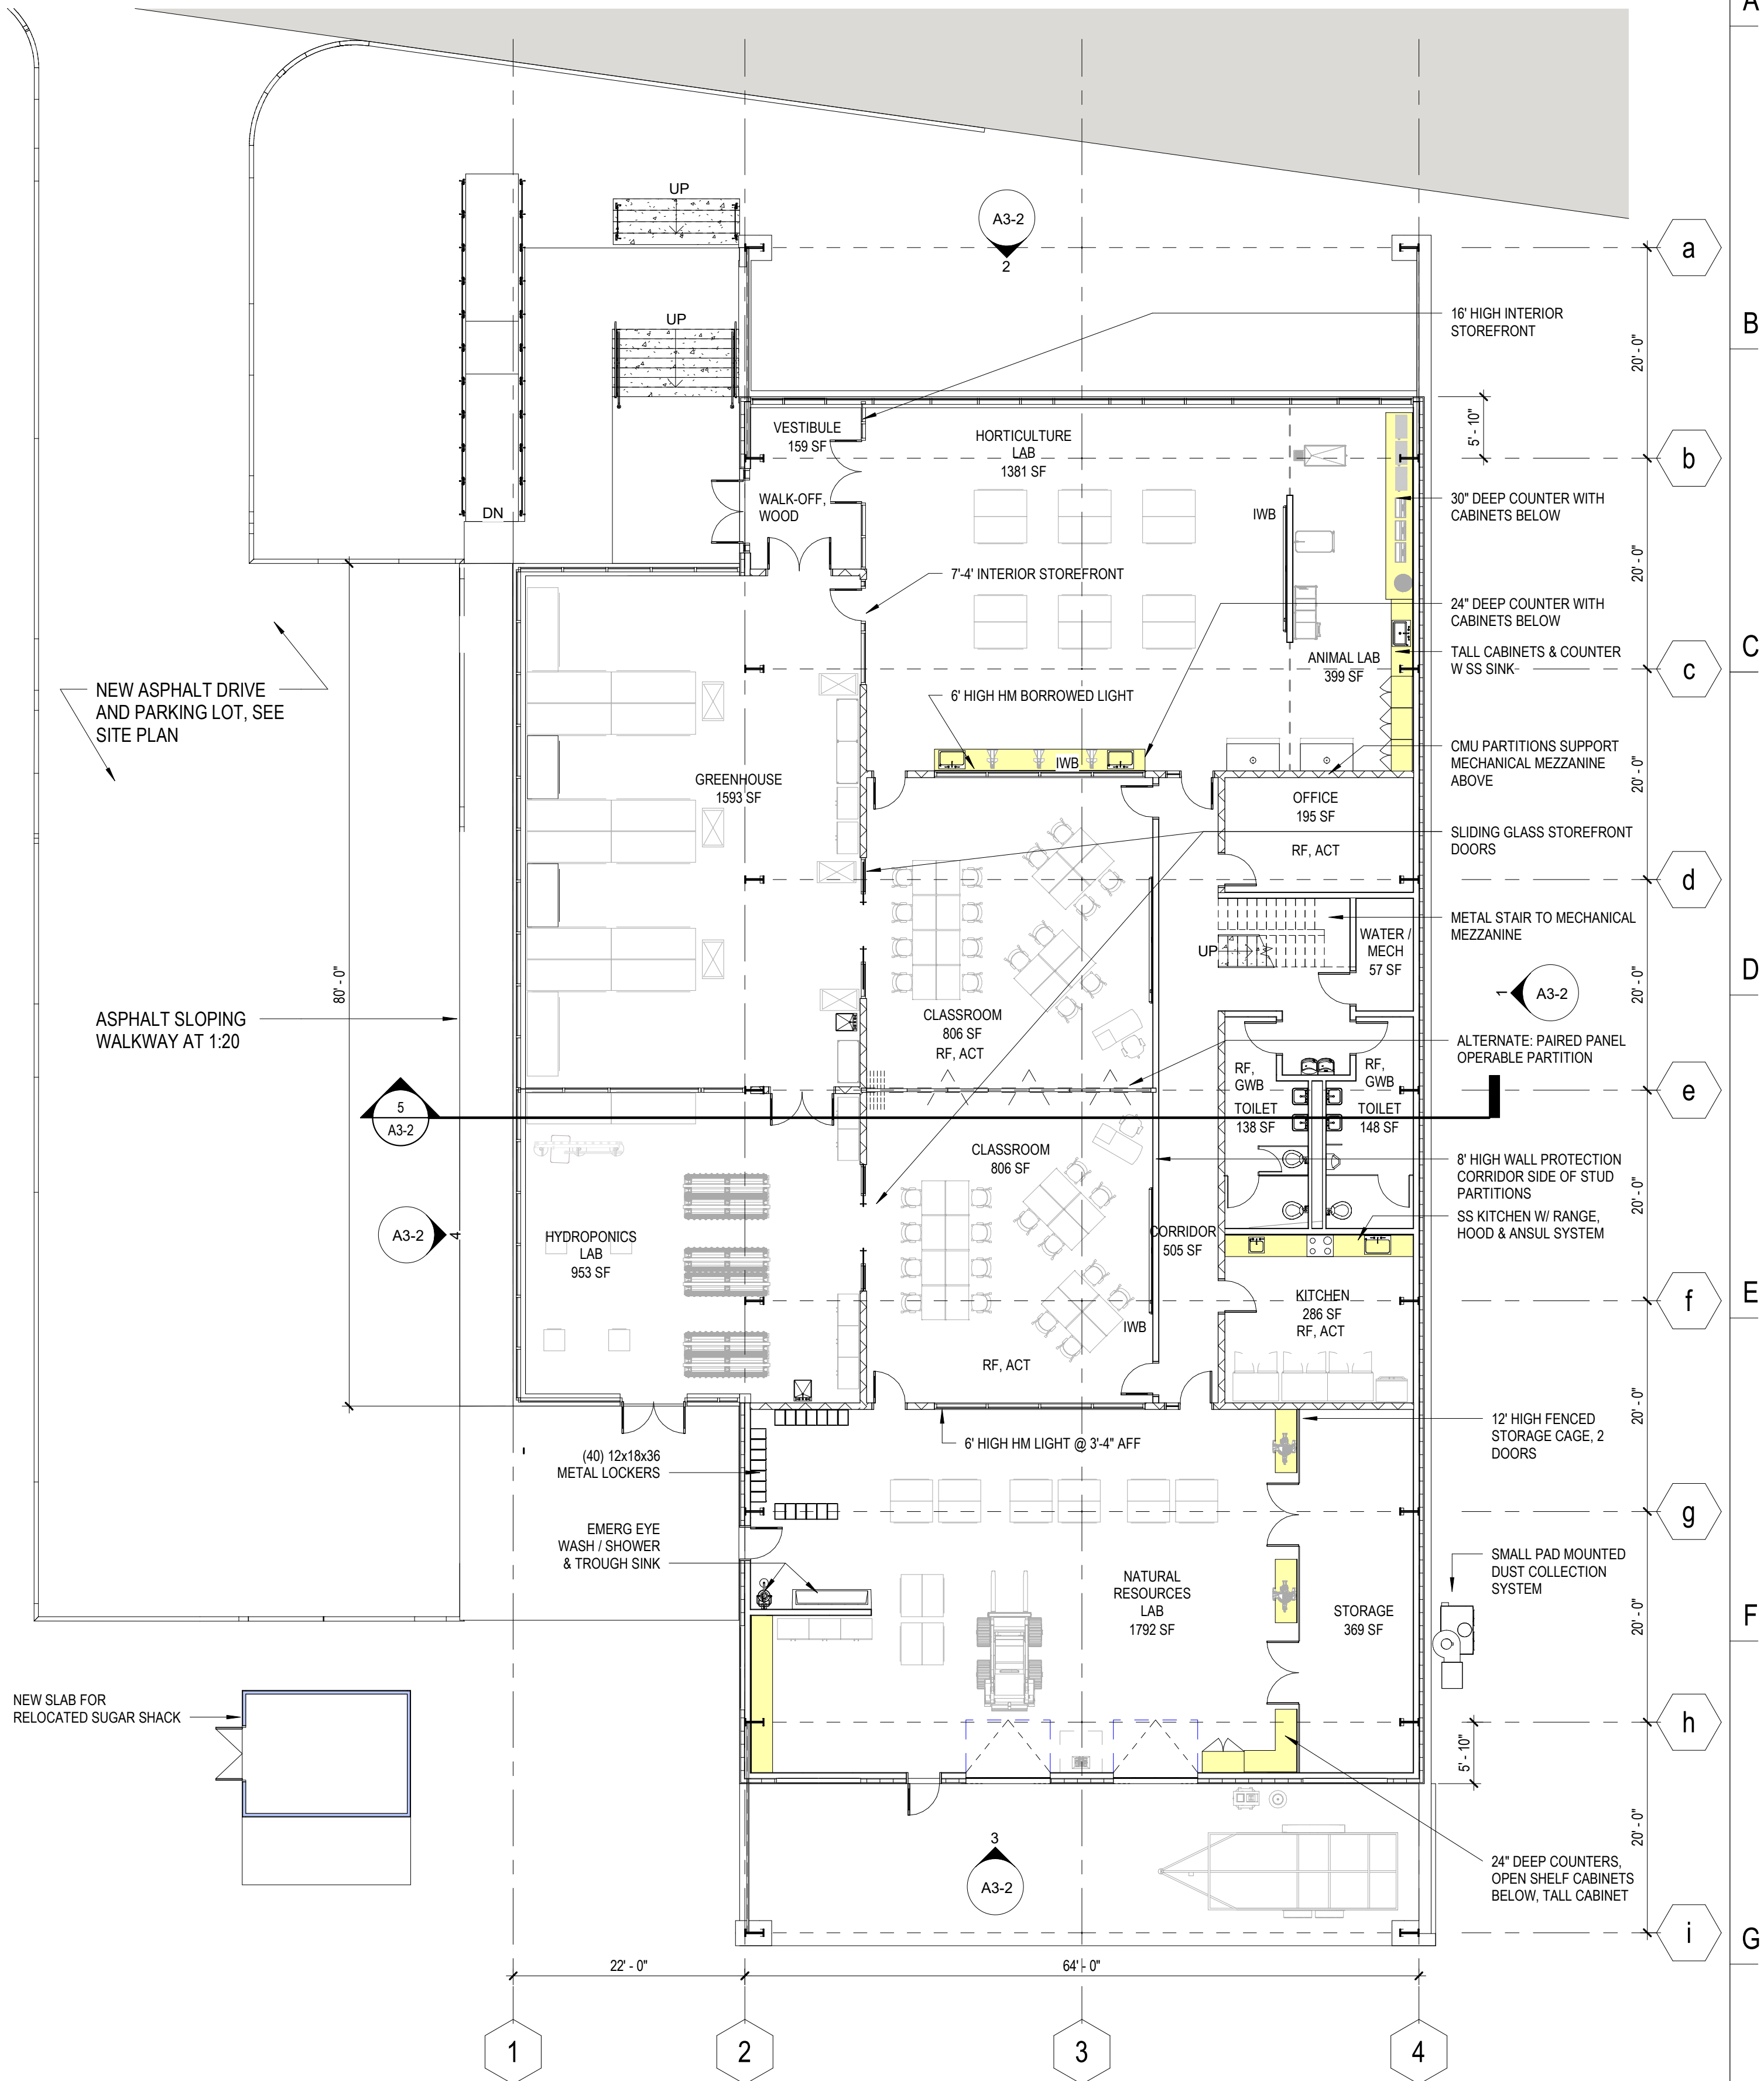 A
UP
A3-2
2
a
16' HIGH INTERIOR
STOREFRONT
B
UP
20' - 0"
VESTIBULE
159 SF
HORTICULTURE
LAB
1381 SF
5' - 10"
b
WALK-OFF,
WOOD
DN
IWB
30" DEEP COUNTER WITH
CABINETS BELOW
20' - 0"
7'-4' INTERIOR STOREFRONT
24" DEEP COUNTER WITH
CABINETS BELOW
C
ANIMAL LAB
399 SF
TALL CABINETS & COUNTER
W SS SINK
c
NEW ASPHALT DRIVE
AND PARKING LOT, SEE
SITE PLAN
6' HIGH HM BORROWED LIGHT
IWB
CMU PARTITIONS SUPPORT
MECHANICAL MEZZANINE
ABOVE
20' - 0"
GREENHOUSE
1593 SF
OFFICE
195 SF
RF, ACT
SLIDING GLASS STOREFRONT
DOORS
d
METAL STAIR TO MECHANICAL
MEZZANINE
UP
WATER /
MECH
57 SF
D
80' - 0"
20' - 0"
1
A3-2
ASPHALT SLOPING
WALKWAY AT 1:20
CLASSROOM
806 SF
RF, ACT
ALTERNATE: PAIRED PANEL
OPERABLE PARTITION
RF,
GWB
RF,
GWB
e
5
A3-2
TOILET
138 SF
TOILET
148 SF
CLASSROOM
806 SF
8' HIGH WALL PROTECTION
CORRIDOR SIDE OF STUD
PARTITIONS
20' - 0"
A3-2
4
HYDROPONICS
LAB
953 SF
CORRIDOR
505 SF
SS KITCHEN W/ RANGE,
HOOD & ANSUL SYSTEM
KITCHEN
286 SF
RF, ACT
f
E
IWB
RF, ACT
20' - 0"
12' HIGH FENCED
STORAGE CAGE, 2
DOORS
6' HIGH HM LIGHT @ 3'-4" AFF
(40) 12x18x36
METAL LOCKERS
g
EMERG EYE
WASH / SHOWER
& TROUGH SINK
SMALL PAD MOUNTED
DUST COLLECTION
SYSTEM
NATURAL
RESOURCES
LAB
1792 SF
STORAGE
369 SF
20' - 0"
F
NEW SLAB FOR
RELOCATED SUGAR SHACK
h
5' - 10"
20' - 0"
3
A3-2
24" DEEP COUNTERS,
OPEN SHELF CABINETS
BELOW, TALL CABINET
i
G
22' - 0"
64' - 0"
1
2
3
4